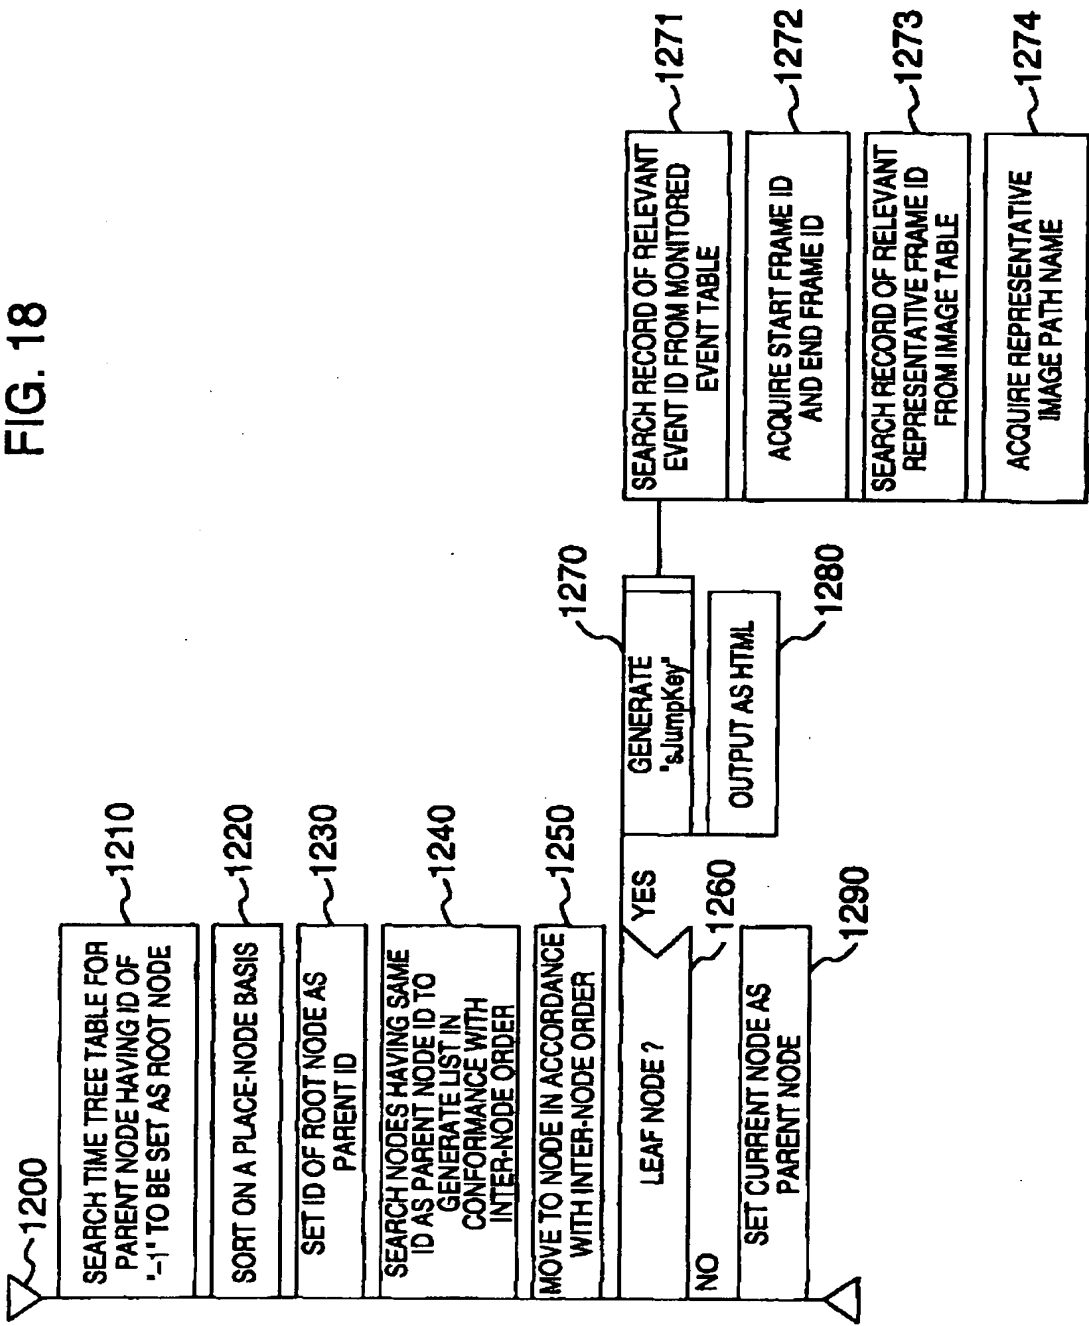 FIG. 18
1200
SEARCH TIME TREE TABLE FOR
PARENT NODE HAVING ID OF
"-1" TO BE SET AS ROOT NODE
1210
SORT ON A PLACE-NODE BASIS
1220
SET ID OF ROOT NODE AS
PARENT ID
1230
SEARCH NODES HAVING SAME
ID AS PARENT NODE ID TO
GENERATE LIST IN
CONFORMANCE WITH
INTER-NODE ORDER
1240
MOVE TO NODE IN ACCORDANCE
WITH INTER-NODE ORDER
1250
LEAF NODE ?
YES
1260
NO
SET CURRENT NODE AS
PARENT NODE
1290
GENERATE
"sJumpKey"
1270
OUTPUT AS HTML
1280
SEARCH RECORD OF RELEVANT
EVENT ID FROM MONITORED
EVENT TABLE
1271
ACQUIRE START FRAME ID
AND END FRAME ID
1272
SEARCH RECORD OF RELEVANT
REPRESENTATIVE FRAME ID
FROM IMAGE TABLE
1273
ACQUIRE REPRESENTATIVE
IMAGE PATH NAME
1274